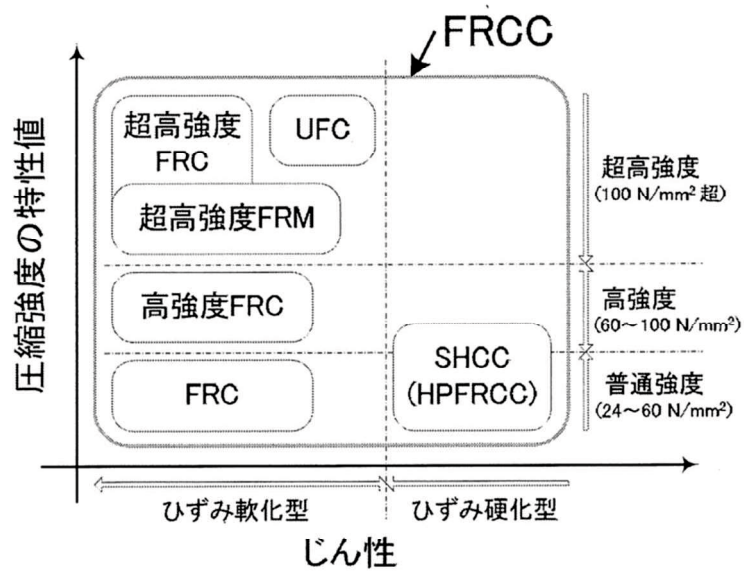 FRCC
圧縮強度の特性値
超高強度
FRC
UFC
超高強度FRM
高強度FRC
FRC
SHCC
(HPFRCC)
超高強度
(100 N/mm² 超)
高強度
(60～100 N/mm²)
普通強度
(24～60 N/mm²)
ひずみ軟化型
ひずみ硬化型
じん性